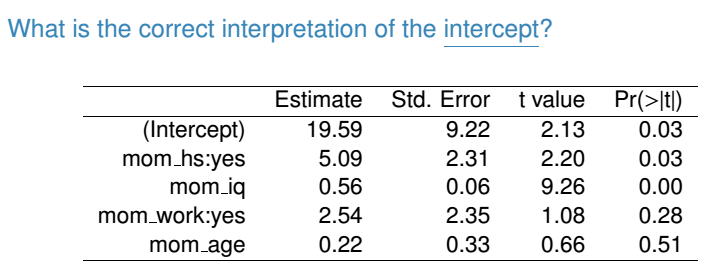 What is the correct interpretation of the intercept?
Estimate Std. Error t value Pr(>|t|)
(Intercept) 19.59 9.22 2.13 0.03
mom_hs:yes 5.09 2.31 2.20 0.03
mom_iq 0.56 0.06 9.26 0.00
mom_work:yes 2.54 2.35 1.08 0.28
mom_age 0.22 0.33 0.66 0.51